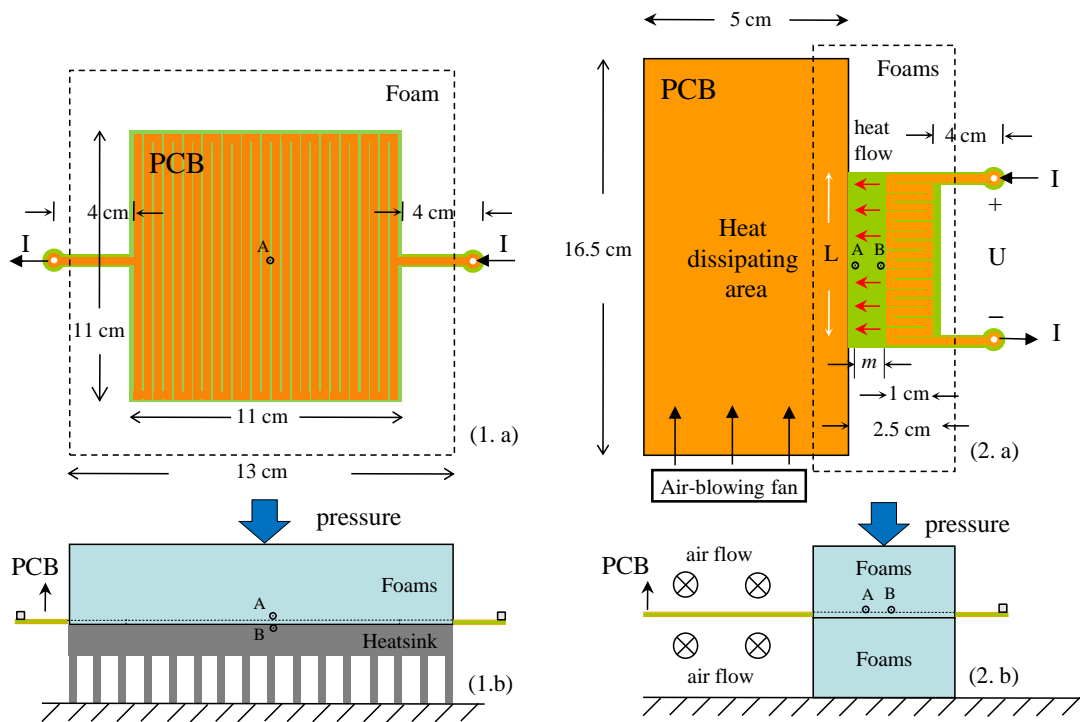 Foam
PCB
4 cm
4 cm
I
I
A
11 cm
11 cm
(1. a)
13 cm
pressure
PCB
Foams
A
B
Heatsink
(1.b)
5 cm
PCB
Foams
heat
flow
4 cm
I
+
16.5 cm
Heat
dissipating
area
L
A
B
U
–
I
m
1 cm
2.5 cm
(2. a)
Air-blowing fan
pressure
PCB
air flow
Foams
A
B
air flow
Foams
(2. b)